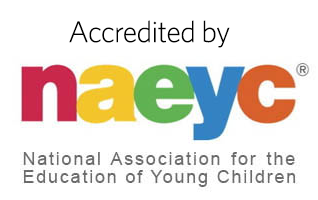 Accredited by
naeyc®
National Association for the
Education of Young Children